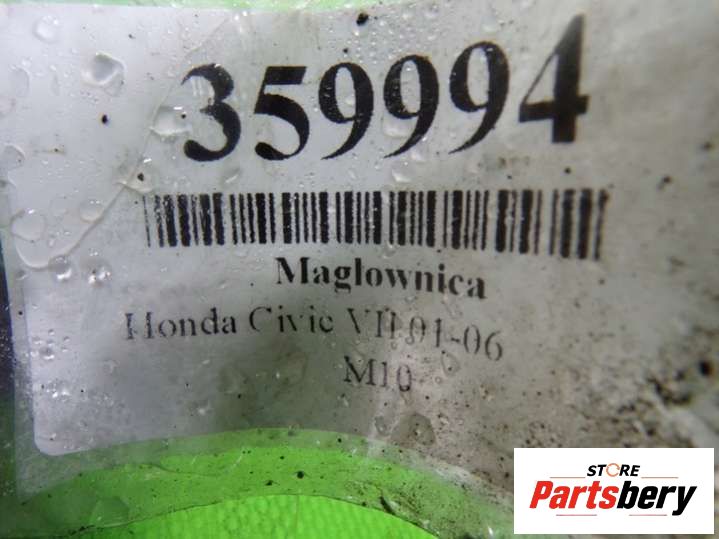 359994
Maglownica
Honda Civic VII 01-06
M10
STORE
Partsbery